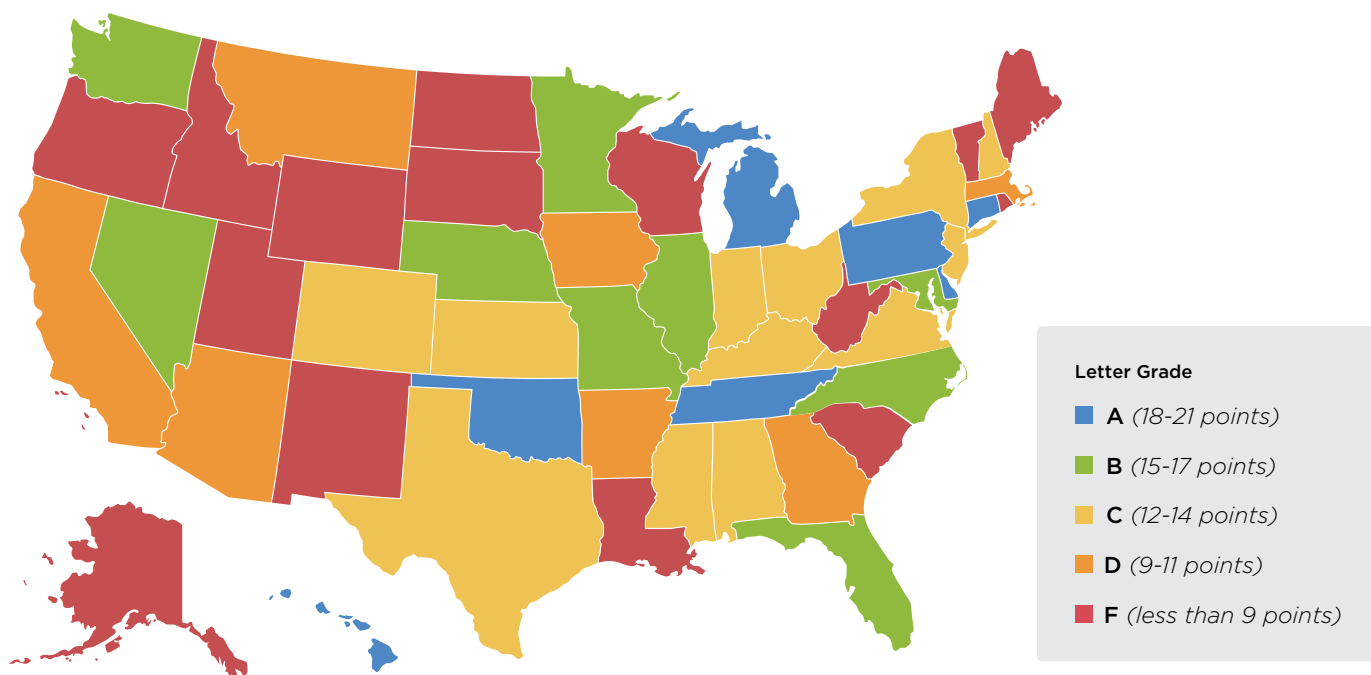 Letter Grade
A (18-21 points)
B (15-17 points)
C (12-14 points)
D (9-11 points)
F (less than 9 points)